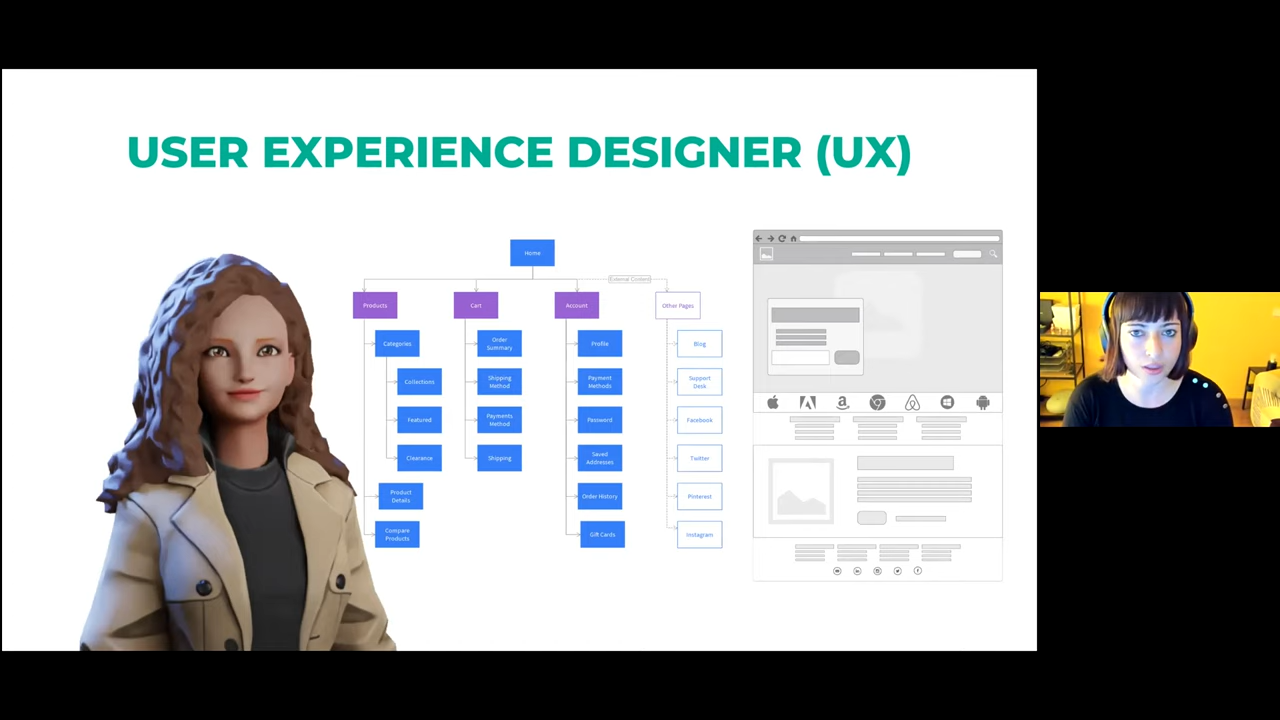 USER EXPERIENCE DESIGNER (UX)
Home
External Content
Products
Cart
Account
Other Pages
Categories
Order
Summary
Profile
Blog
Collections
Shipping
Method
Payment
Methods
Support
Desk
Featured
Payments
Method
Password
Facebook
Clearance
Shipping
Saved
Addresses
Twitter
Product
Details
Order History
Pinterest
Compare
Products
Gift Cards
Instagram